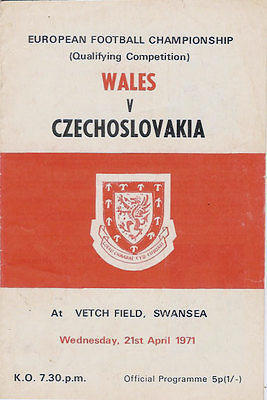 EUROPEAN FOOTBALL CHAMPIONSHIP
(Qualifying Competition)
WALES
V
CZECHOSLOVAKIA
At VETCH FIELD, SWANSEA
Wednesday, 21st April 1971
K.O. 7.30 p.m. Official Programme 5p(1/-)